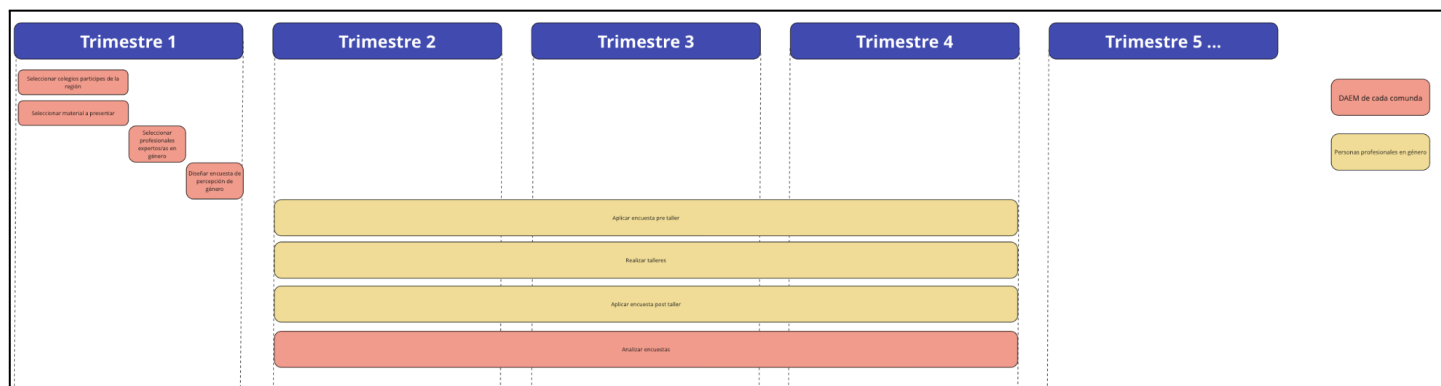 Trimestre 1
Trimestre 2
Trimestre 3
Trimestre 4
Trimestre 5 ...
Seleccionar colegios partícipes de la
región
Seleccionar material a presentar
Seleccionar
profesionales
expertos/as en
género
Diseñar encuesta de
percepción de
género
Aplicar encuesta pre taller
Realizar talleres
Aplicar encuesta post taller
Analizar encuestas
DAEM de cada comunda
Personas profesionales en género